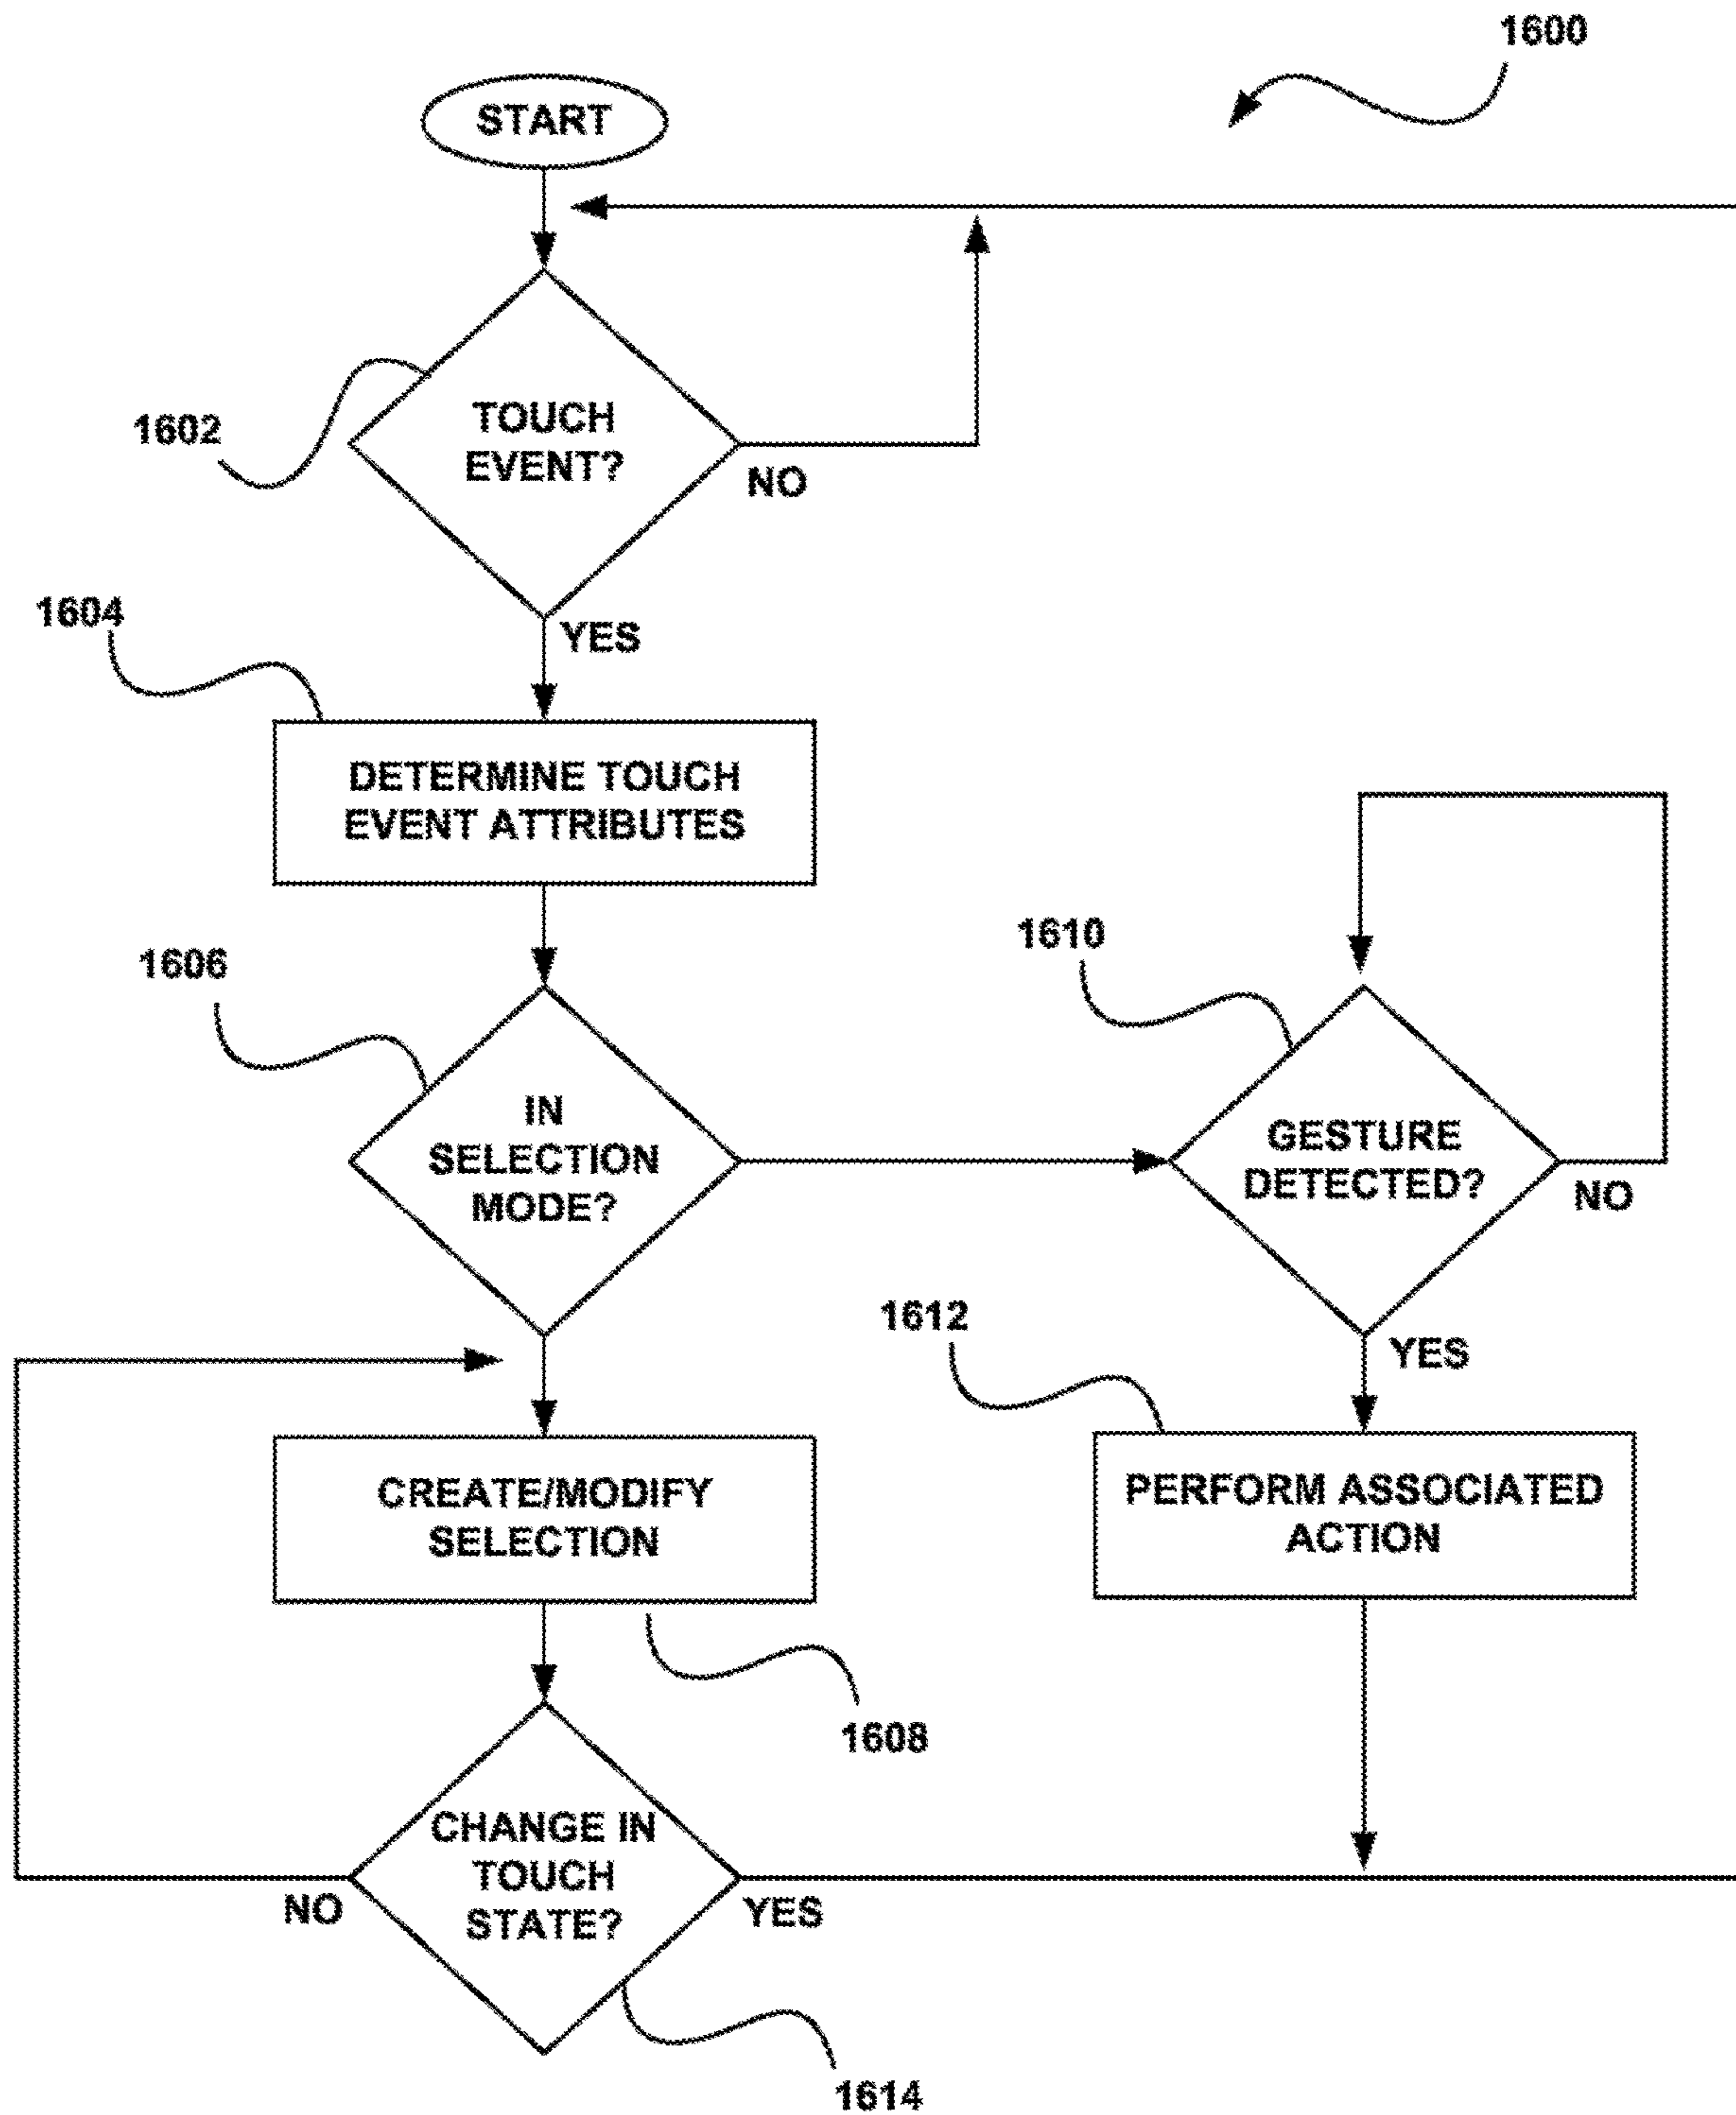 1600
START
1602
TOUCH
EVENT?
NO
YES
1604
DETERMINE TOUCH
EVENT ATTRIBUTES
1606
IN
SELECTION
MODE?
1610
GESTURE
DETECTED?
NO
YES
1612
PERFORM ASSOCIATED
ACTION
CREATE/MODIFY
SELECTION
1608
CHANGE IN
TOUCH
STATE?
NO
YES
1614